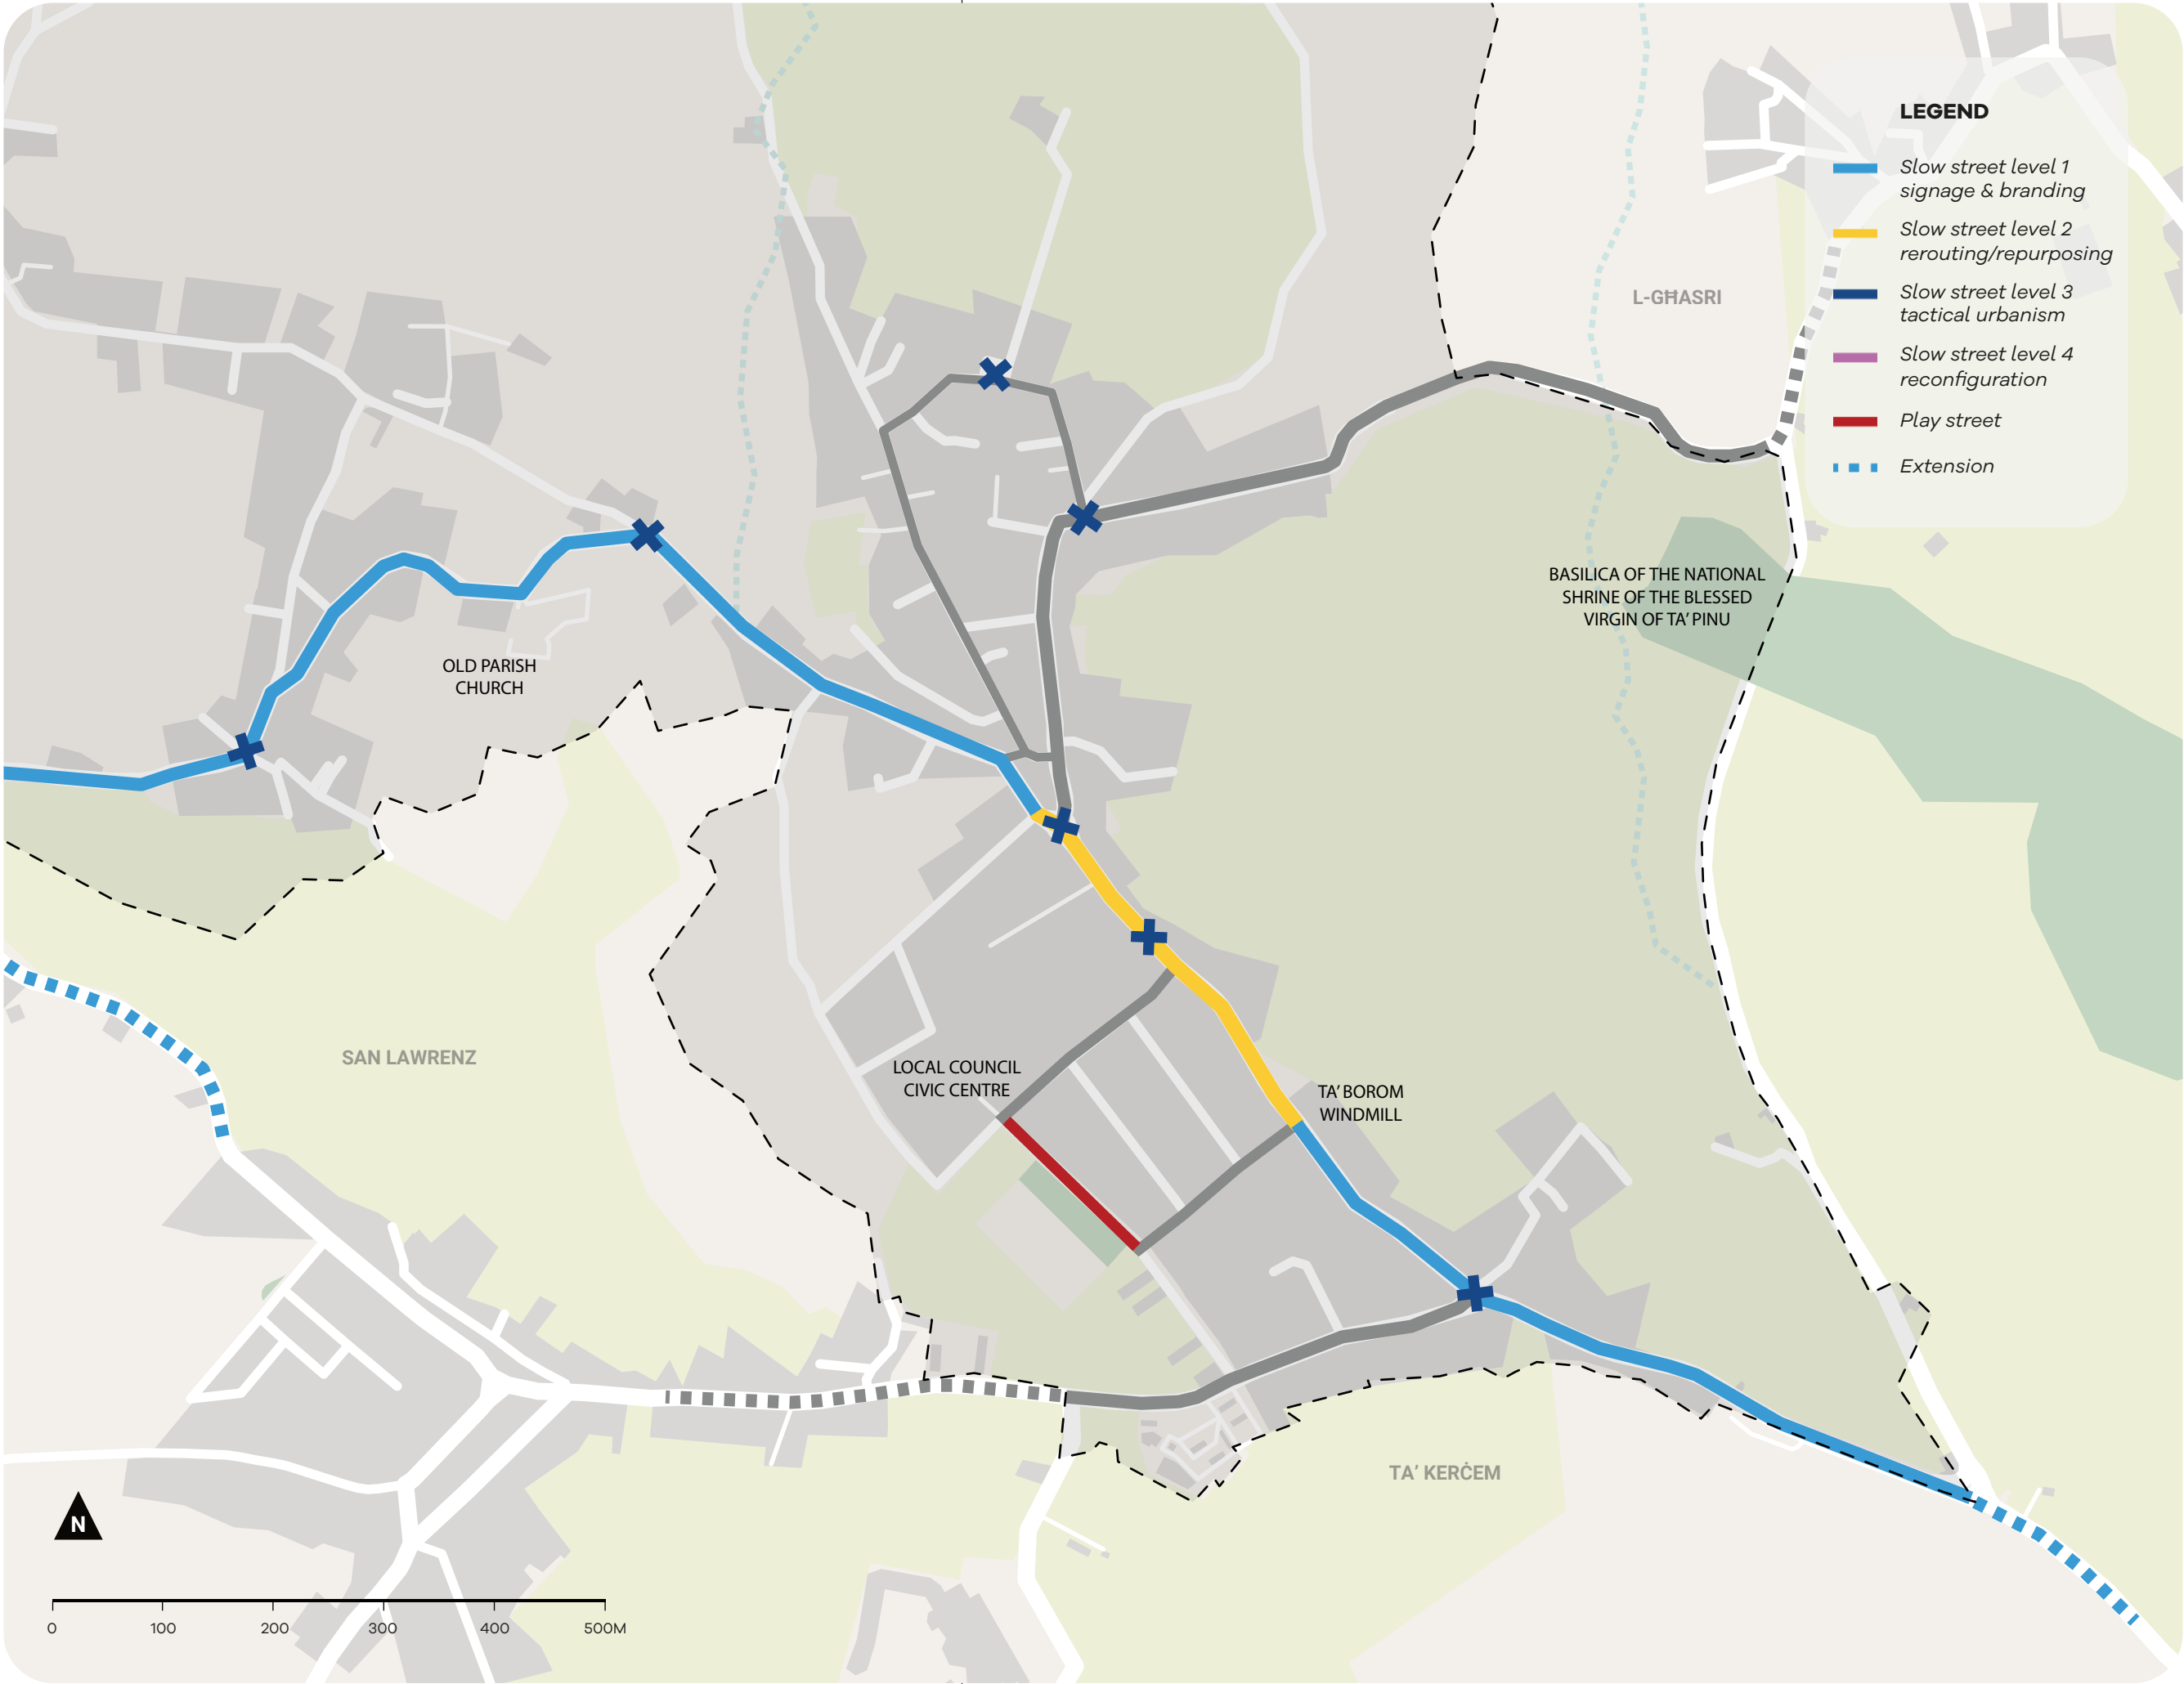 LEGEND
Slow street level 1
signage & branding
Slow street level 2
rerouting/repurposing
Slow street level 3
tactical urbanism
Slow street level 4
reconfiguration
Play street
Extension
L-GĦASRI
BASILICA OF THE NATIONAL
SHRINE OF THE BLESSED
VIRGIN OF TA’ PINU
OLD PARISH
CHURCH
SAN LAWRENZ
LOCAL COUNCIL
CIVIC CENTRE
TA’ BOROM
WINDMILL
TA’ KERĊEM
N
0 100 200 300 400 500M